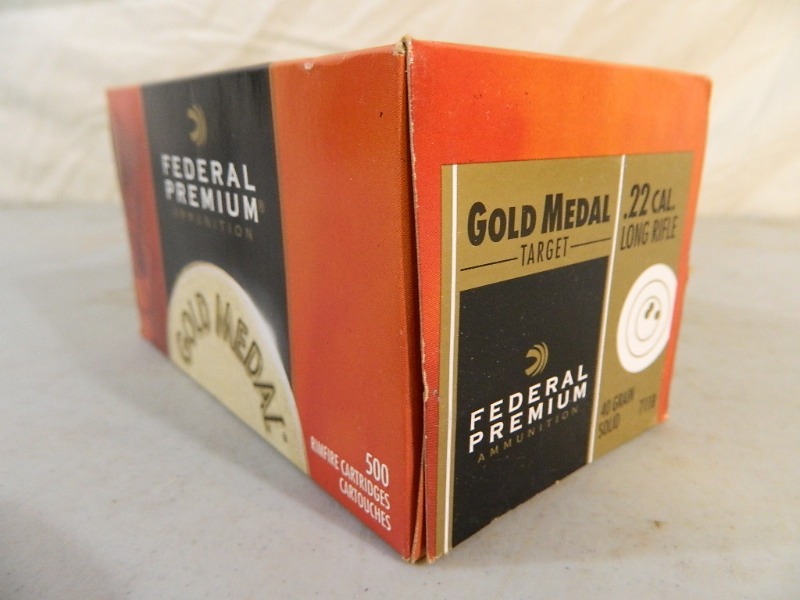 FEDERAL
PREMIUM®
AMMUNITION
GOLD MEDAL
500
RIMFIRE CARTRIDGES
CARTOUCHES
GOLD MEDAL
TARGET
.22 CAL.
LONG RIFLE
FEDERAL
PREMIUM
AMMUNITION
40 GRAIN
SOLID
711B